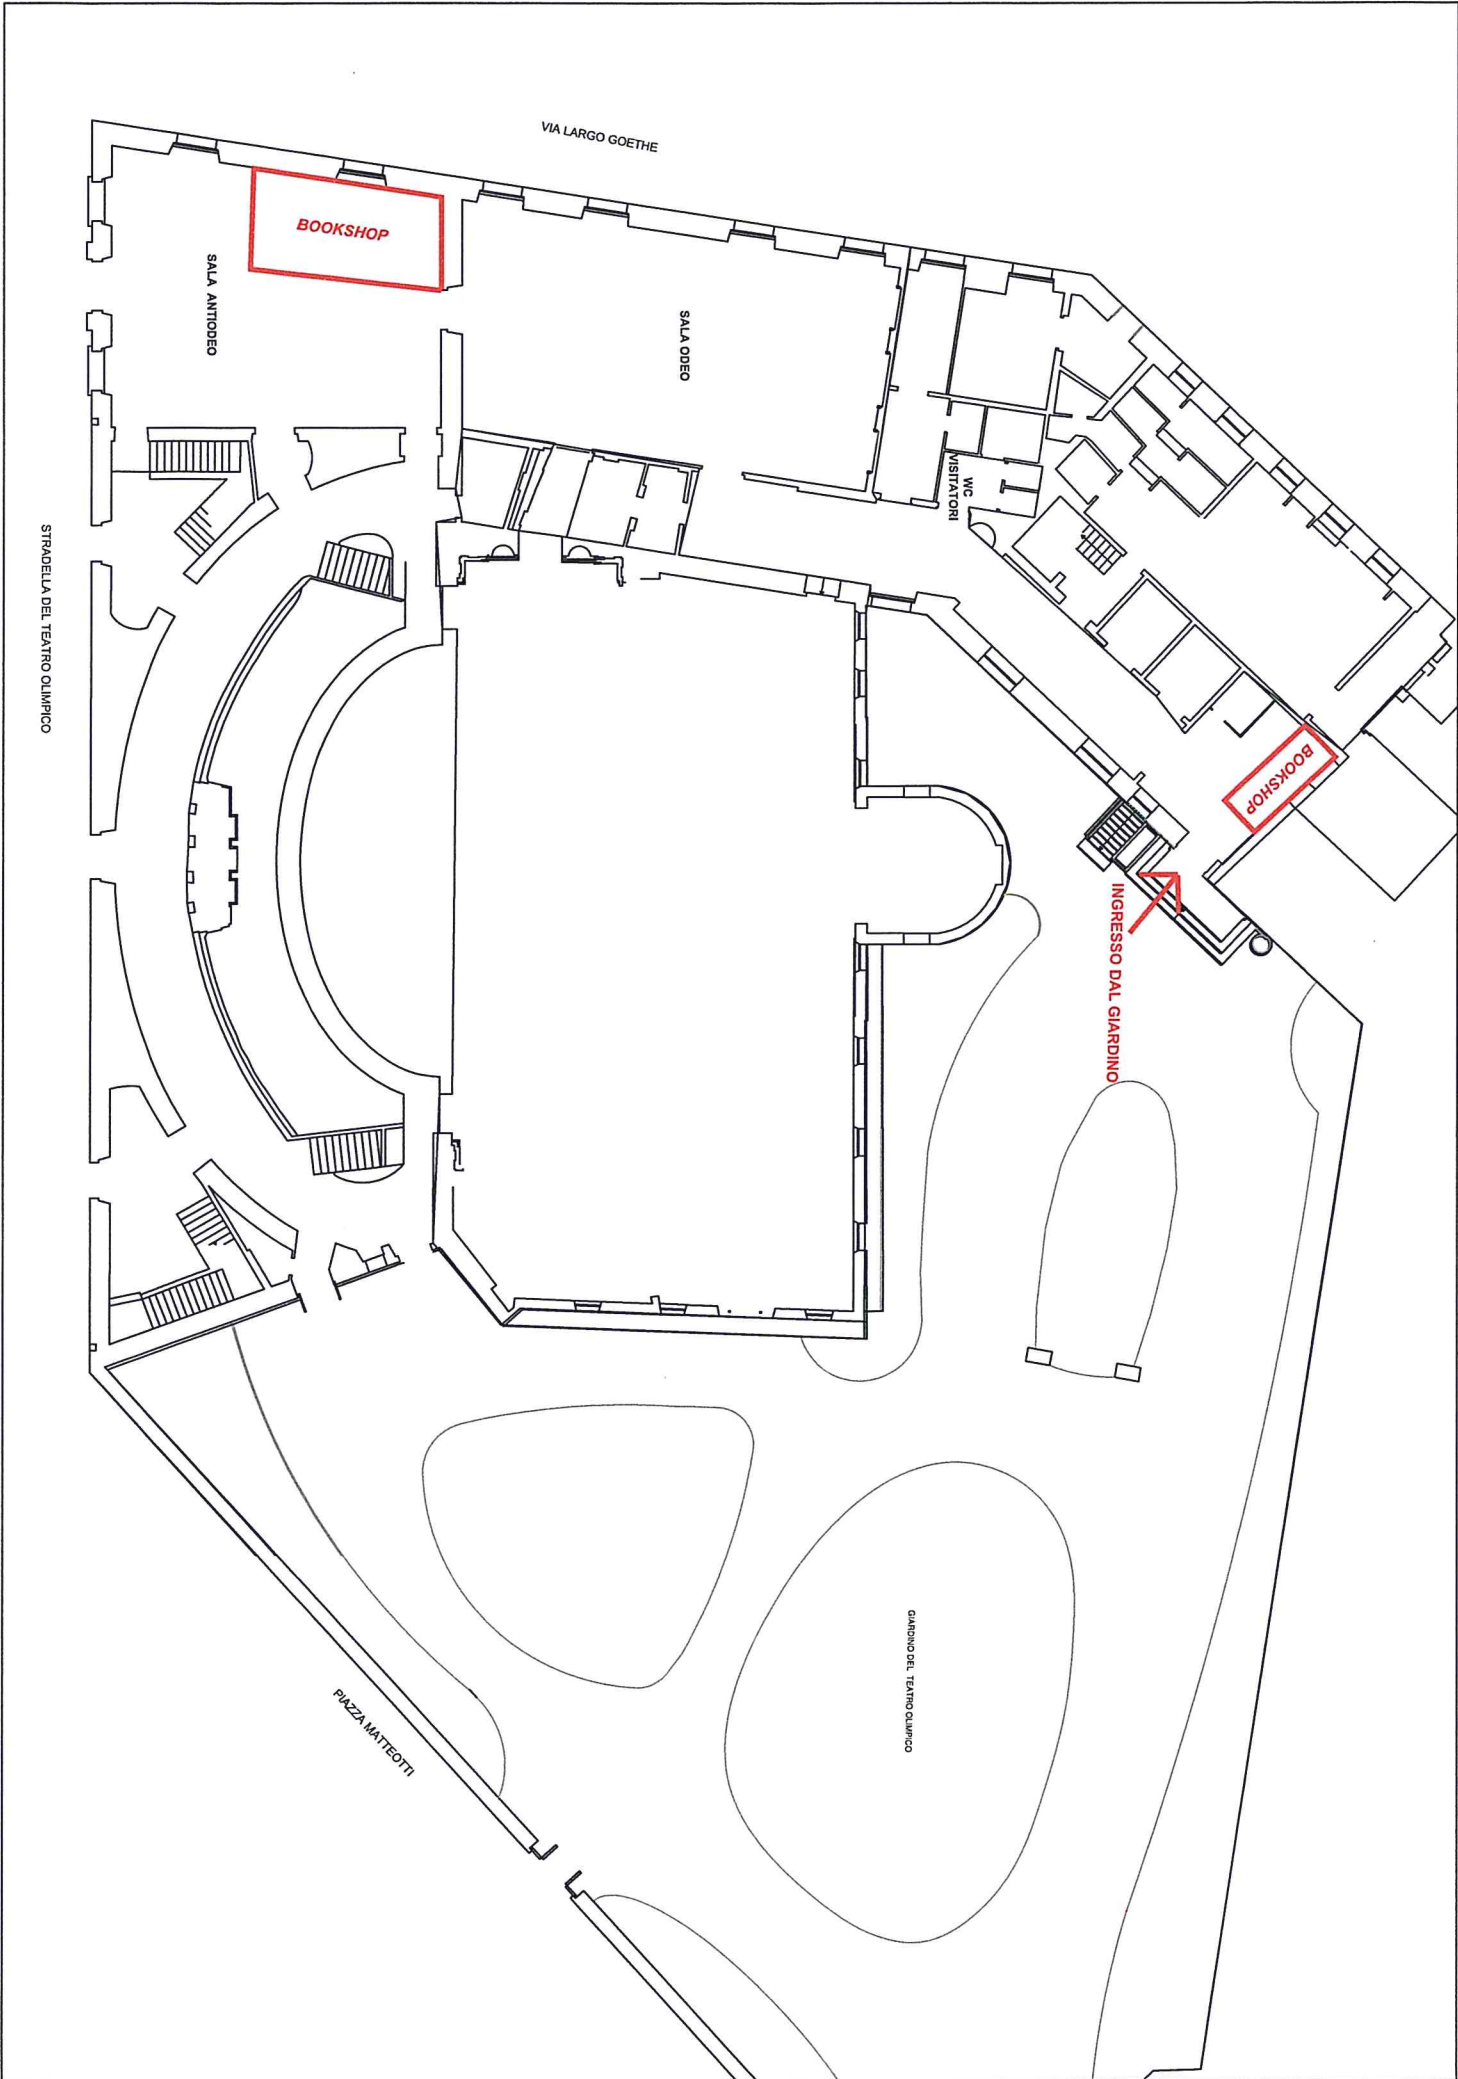 VIA LARGO GOETHE
BOOKSHOP
SALA ANTIODEO
SALA ODEO
WC
VISITATORI
STRADELLA DEL TEATRO OLIMPICO
BOOKSHOP
INGRESSO DAL GIARDINO
GIARDINO DEL TEATRO OLIMPICO
PIAZZA MATTEOTTI